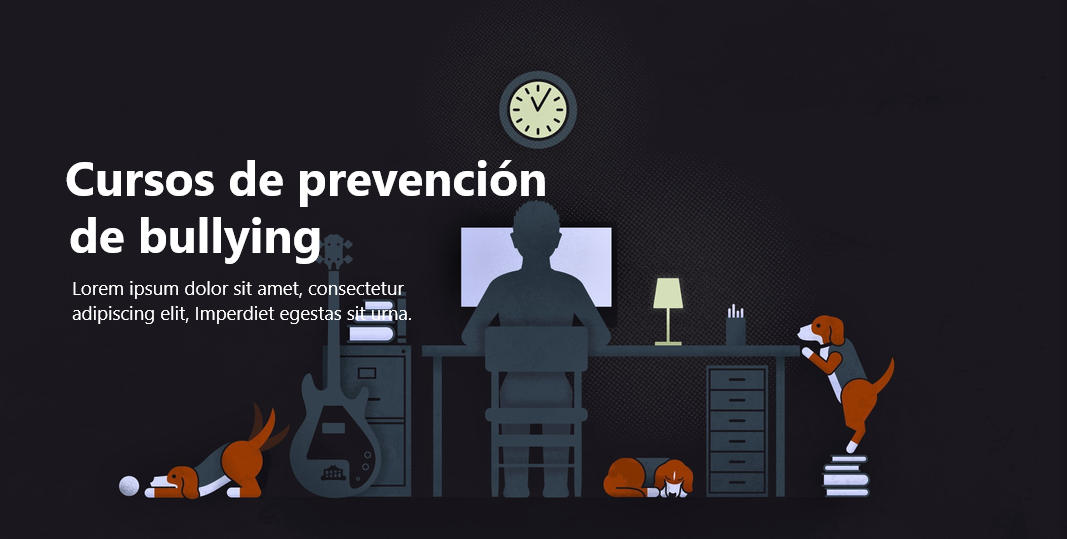 Cursos de prevención
de bullying
Lorem ipsum dolor sit amet, consectetur
adipiscing elit, Imperdiet egestas sit urna.